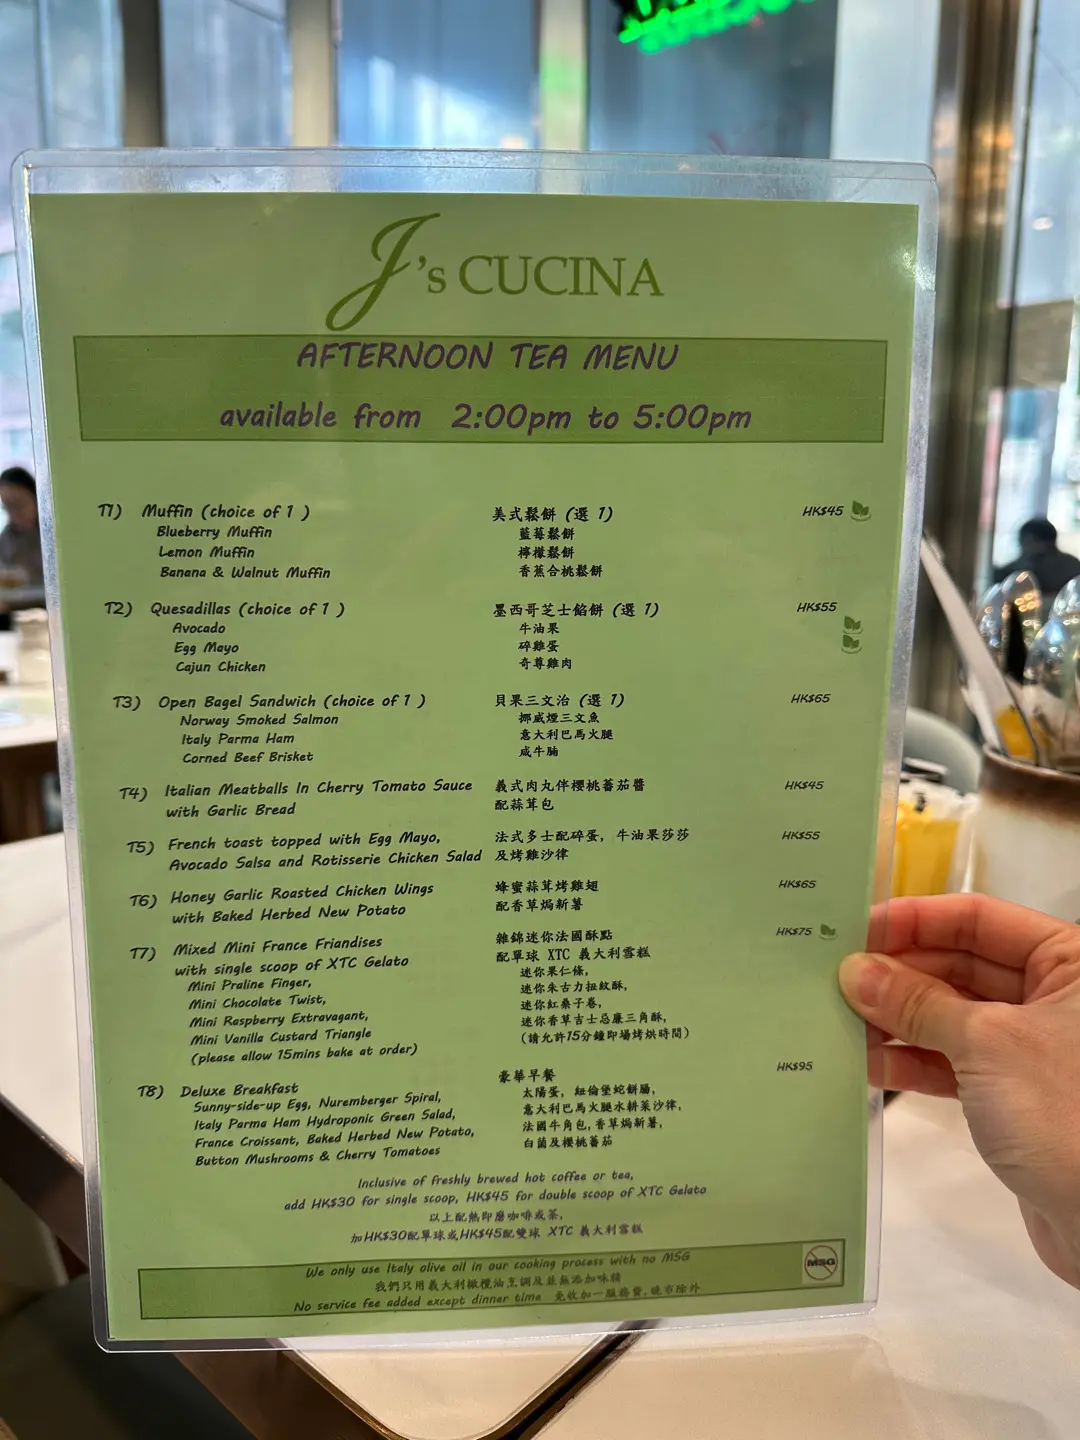 J's CUCINA
AFTERNOON TEA MENU
available from 2:00pm to 5:00pm
T1) Muffin (choice of 1 ) 美式鬆餅 (選 1) HK$45
Blueberry Muffin 藍莓鬆餅
Lemon Muffin 檸檬鬆餅
Banana & Walnut Muffin 香蕉合桃鬆餅
T2) Quesadillas (choice of 1 ) 墨西哥芝士餡餅 (選 1) HK$55
Avocado 牛油果
Egg Mayo 碎雞蛋
Cajun Chicken 奇尊雞肉
T3) Open Bagel Sandwich (choice of 1 ) 貝果三文治 (選 1) HK$65
Norway Smoked Salmon 挪威煙三文魚
Italy Parma Ham 意大利巴馬火腿
Corned Beef Brisket 咸牛腩
T4) Italian Meatballs In Cherry Tomato Sauce 義式肉丸伴櫻桃蕃茄醬 HK$45
with Garlic Bread 配蒜茸包
T5) French toast topped with Egg Mayo, 法式多士配碎蛋, 牛油果莎莎 HK$55
Avocado Salsa and Rotisserie Chicken Salad 及烤雞沙律
T6) Honey Garlic Roasted Chicken Wings 蜂蜜蒜茸烤雞翅 HK$65
with Baked Herbed New Potato 配香草焗新薯
T7) Mixed Mini France Friandises 雜錦迷你法國酥點 HK$75
with single scoop of XTC Gelato 配單球 XTC 義大利雪糕
Mini Praline Finger, 迷你果仁條,
Mini Chocolate Twist, 迷你朱古力扭紋酥,
Mini Raspberry Extravagant, 迷你紅桑子卷,
Mini Vanilla Custard Triangle 迷你香草吉士忌廉三角酥,
(please allow 15mins bake at order) (請允許15分鐘即場烤烘時間)
T8) Deluxe Breakfast 豪華早餐 HK$95
Sunny-side-up Egg, Nuremberger Spiral, 太陽蛋, 紐倫堡蛇餅腸,
Italy Parma Ham Hydroponic Green Salad, 意大利巴馬火腿水耕菜沙律,
France Croissant, Baked Herbed New Potato, 法國牛角包, 香草焗新薯,
Button Mushrooms & Cherry Tomatoes 白菌及櫻桃蕃茄
Inclusive of freshly brewed hot coffee or tea,
add HK$30 for single scoop, HK$45 for double scoop of XTC Gelato
以上配熱即磨咖啡或茶,
加HK$30配單球或HK$45配雙球 XTC 義大利雪糕
We only use Italy olive oil in our cooking process with no MSG
我們只用義大利橄欖油烹調及並無添加味精
No service fee added except dinner time 免收加一服務費, 晚市除外
MSG